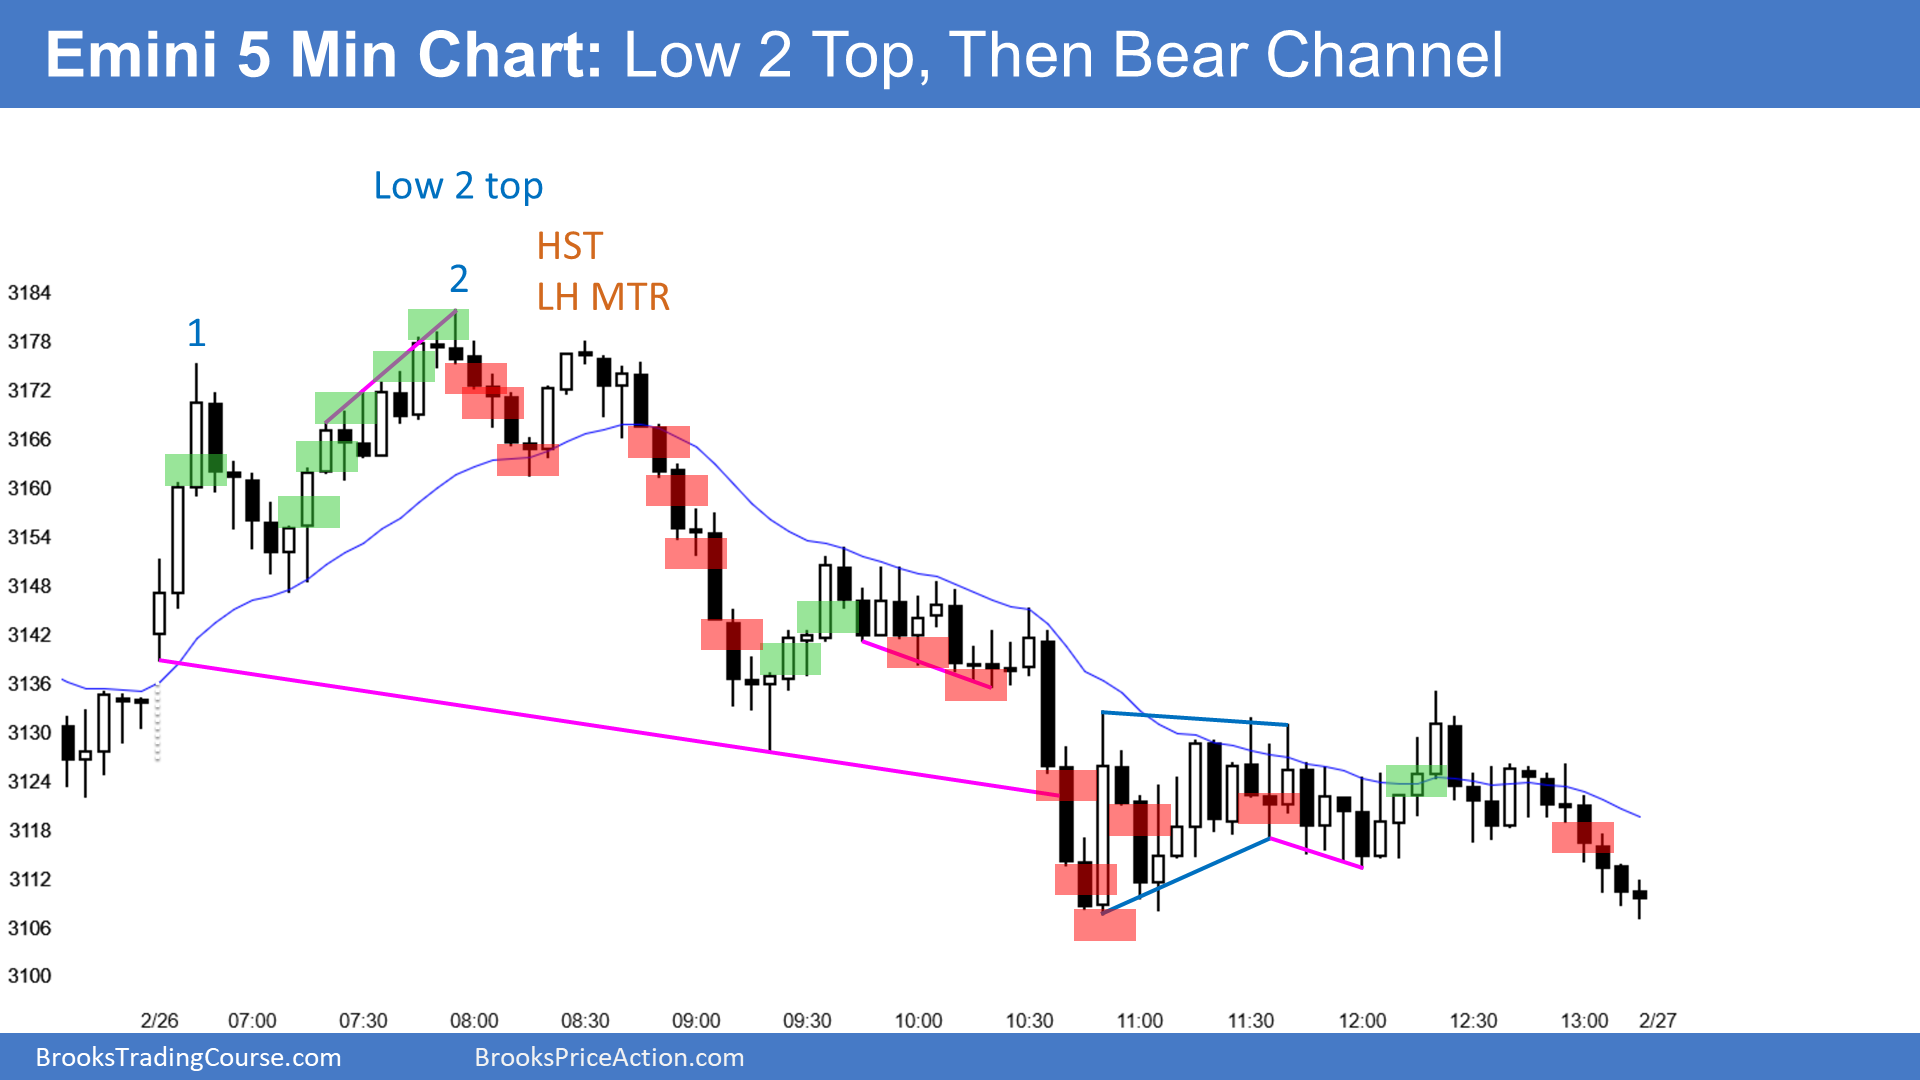 Emini 5 Min Chart: Low 2 Top, Then Bear Channel
Low 2 top
HST
LH MTR
2
1
3184
3178
3172
3166
3160
3154
3148
3142
3136
3130
3124
3118
3112
3106
3100
2/26 07:00 07:30 08:00 08:30 09:00 09:30 10:00 10:30 11:00 11:30 12:00 12:30 13:00 2/27
BrooksTradingCourse.com BrooksPriceAction.com